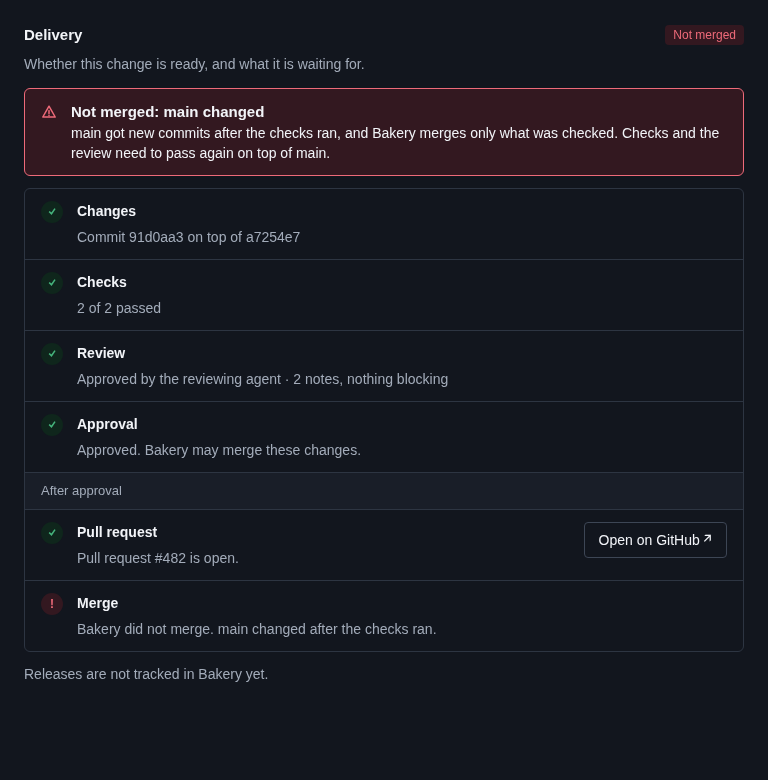 Delivery
Not merged
Whether this change is ready, and what it is waiting for.
Not merged: main changed
main got new commits after the checks ran, and Bakery merges only what was checked. Checks and the
review need to pass again on top of main.
Changes
Commit 91d0aa3 on top of a7254e7
Checks
2 of 2 passed
Review
Approved by the reviewing agent · 2 notes, nothing blocking
Approval
Approved. Bakery may merge these changes.
After approval
Pull request
Pull request #482 is open.
Open on GitHub
Merge
Bakery did not merge. main changed after the checks ran.
Releases are not tracked in Bakery yet.